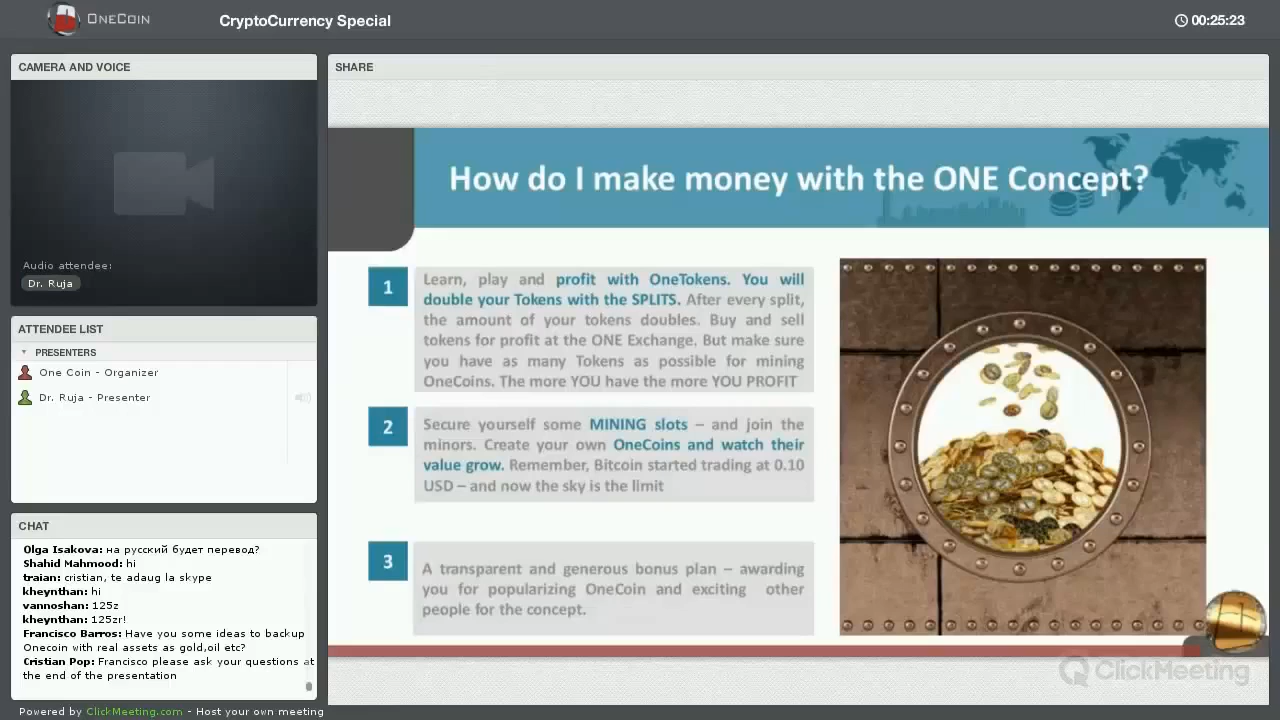 ONECOIN
CryptoCurrency Special
00:25:23
CAMERA AND VOICE
Audio attendee:
Dr. Ruja
ATTENDEE LIST
PRESENTERS
One Coin - Organizer
Dr. Ruja - Presenter
CHAT
Olga Isakova: на русский будет перевод?
Shahid Mahmood: hi
traian: cristian, te adaug la skype
kheynthan: hi
vannoshan: 125z
kheynthan: 125zr!
Francisco Barros: Have you some ideas to backup
Onecoin with real assets as gold,oil etc?
Cristian Pop: Francisco please ask your questions at
the end of the presentation
Powered by ClickMeeting.com - Host your own meeting
SHARE
How do I make money with the ONE Concept?
1
Learn, play and profit with OneTokens. You will
double your Tokens with the SPLITS. After every split,
the amount of your tokens doubles. Buy and sell
tokens for profit at the ONE Exchange. But make sure
you have as many Tokens as possible for mining
OneCoins. The more YOU have the more YOU PROFIT
2
Secure yourself some MINING slots – and join the
minors. Create your own OneCoins and watch their
value grow. Remember, Bitcoin started trading at 0.10
USD – and now the sky is the limit
3
A transparent and generous bonus plan – awarding
you for popularizing OneCoin and exciting other
people for the concept.
ClickMeeting